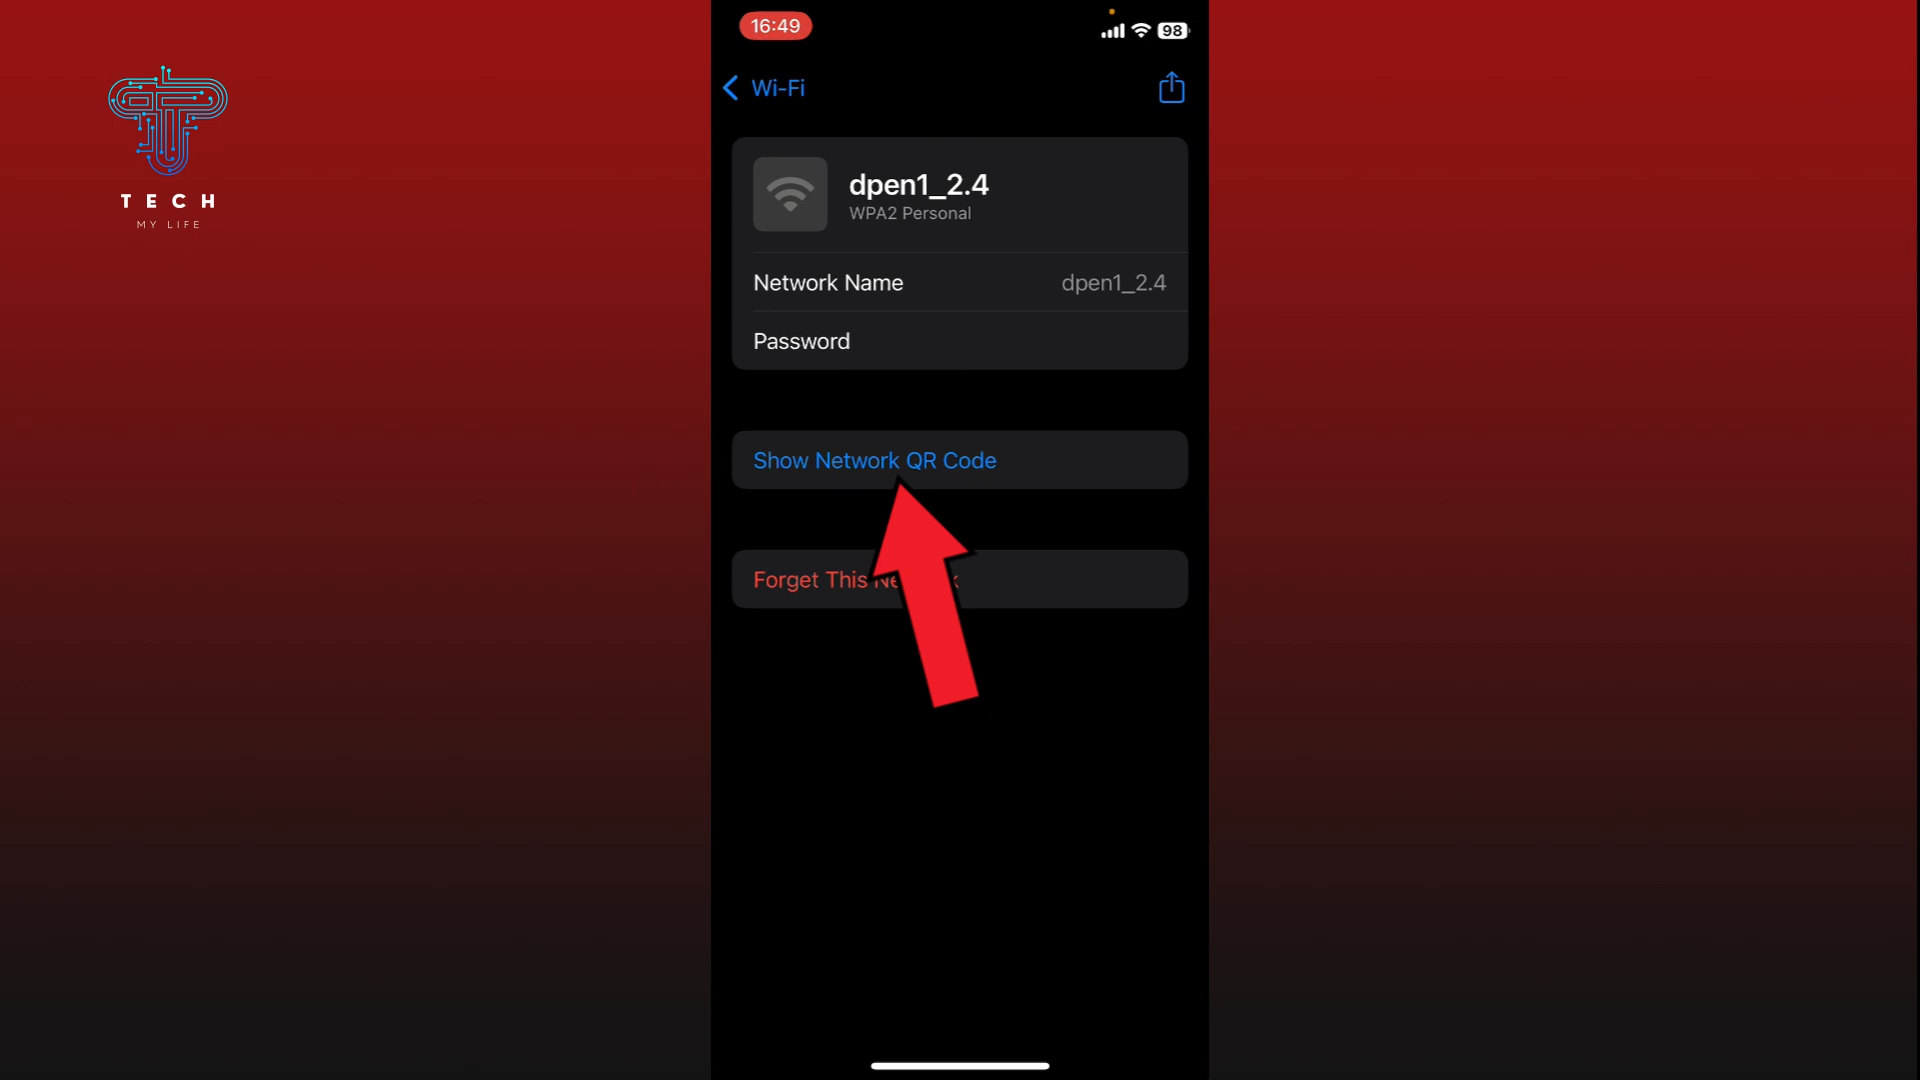 16:49
98
Wi-Fi
dpen1_2.4
WPA2 Personal
Network Name dpen1_2.4
Password
Show Network QR Code
Forget This
TECH
MY LIFE